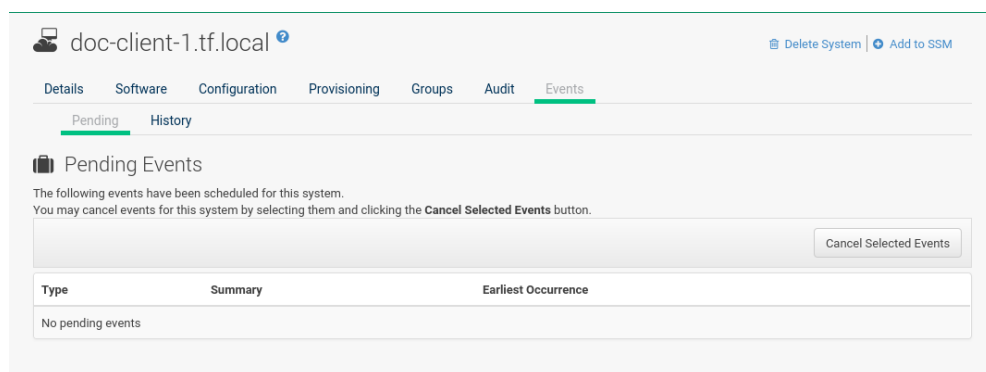 doc-client-1.tf.local ?
Delete System | Add to SSM
Details Software Configuration Provisioning Groups Audit Events
Pending History
Pending Events
The following events have been scheduled for this system.
You may cancel events for this system by selecting them and clicking the Cancel Selected Events button.
Cancel Selected Events
Type Summary Earliest Occurrence
No pending events